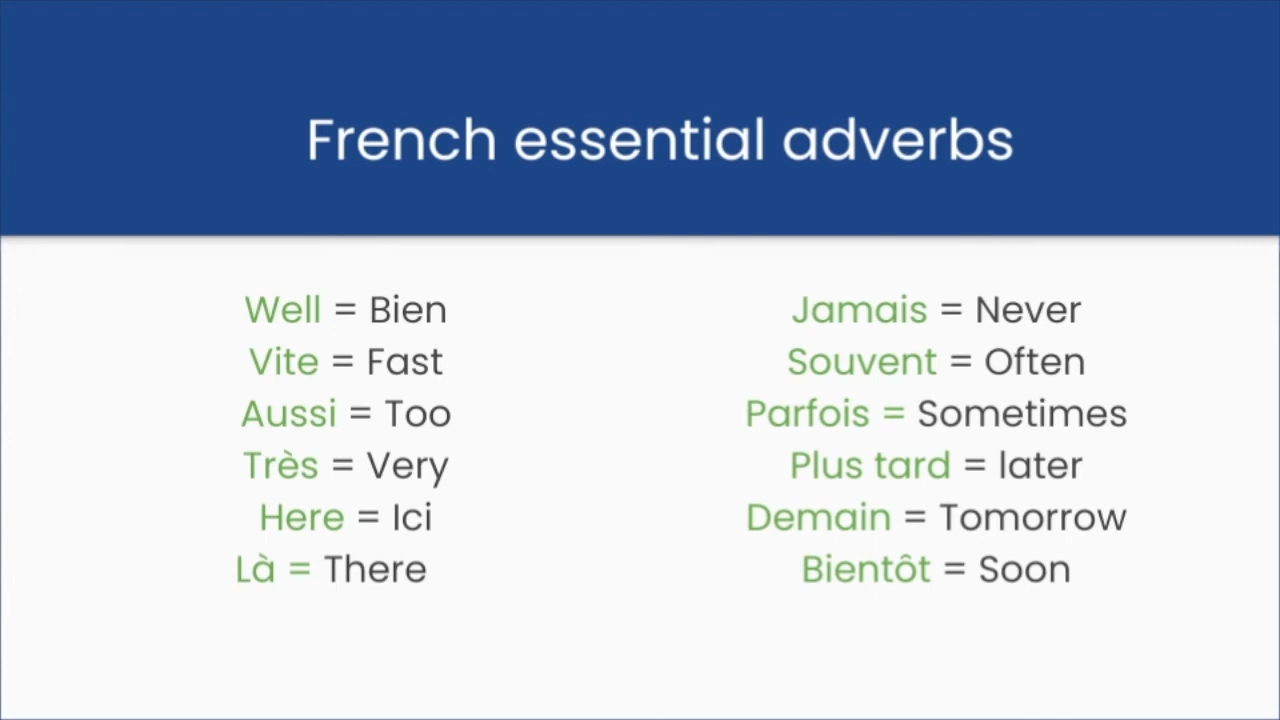 French essential adverbs
Well = Bien
Vite = Fast
Aussi = Too
Très = Very
Here = Ici
Là = There
Jamais = Never
Souvent = Often
Parfois = Sometimes
Plus tard = later
Demain = Tomorrow
Bientôt = Soon